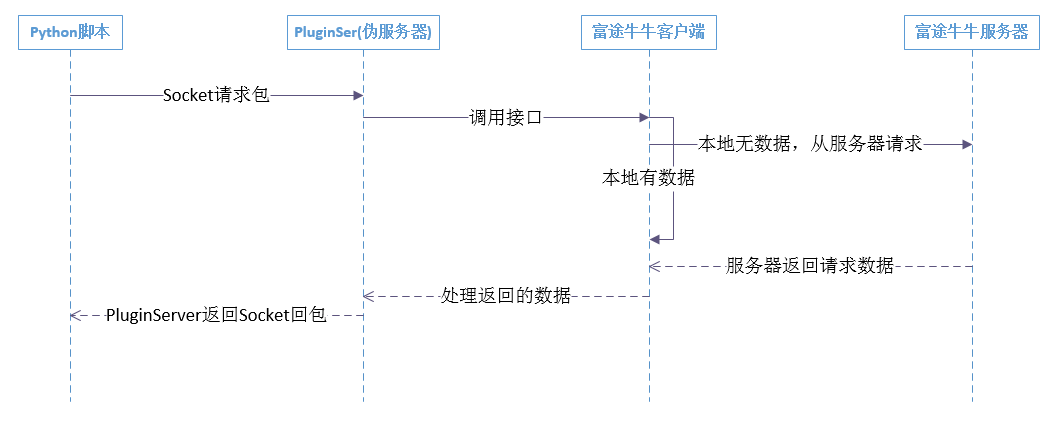 Python脚本
PluginSer(伪服务器)
富途牛牛客户端
富途牛牛服务器
Socket请求包
调用接口
本地无数据，从服务器请求
本地有数据
服务器返回请求数据
处理返回的数据
PluginServer返回Socket回包